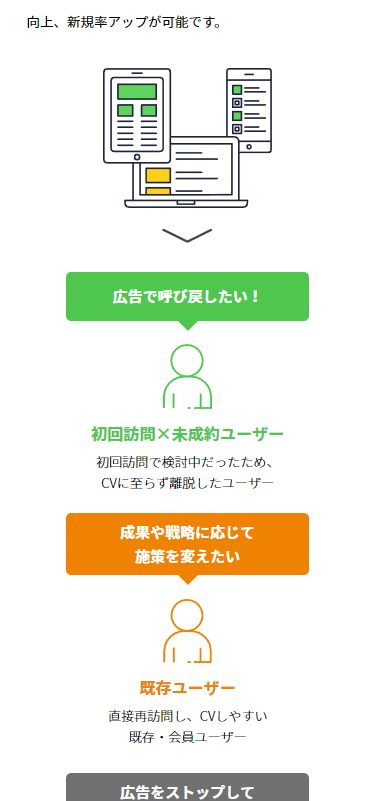 向上、新規率アップが可能です。
広告で呼び戻したい！
初回訪問×未成約ユーザー
初回訪問で検討中だったため、
CVに至らず離脱したユーザー
成果や戦略に応じて
施策を変えたい
既存ユーザー
直接再訪問し、CVしやすい
既存・会員ユーザー
広告をストップして